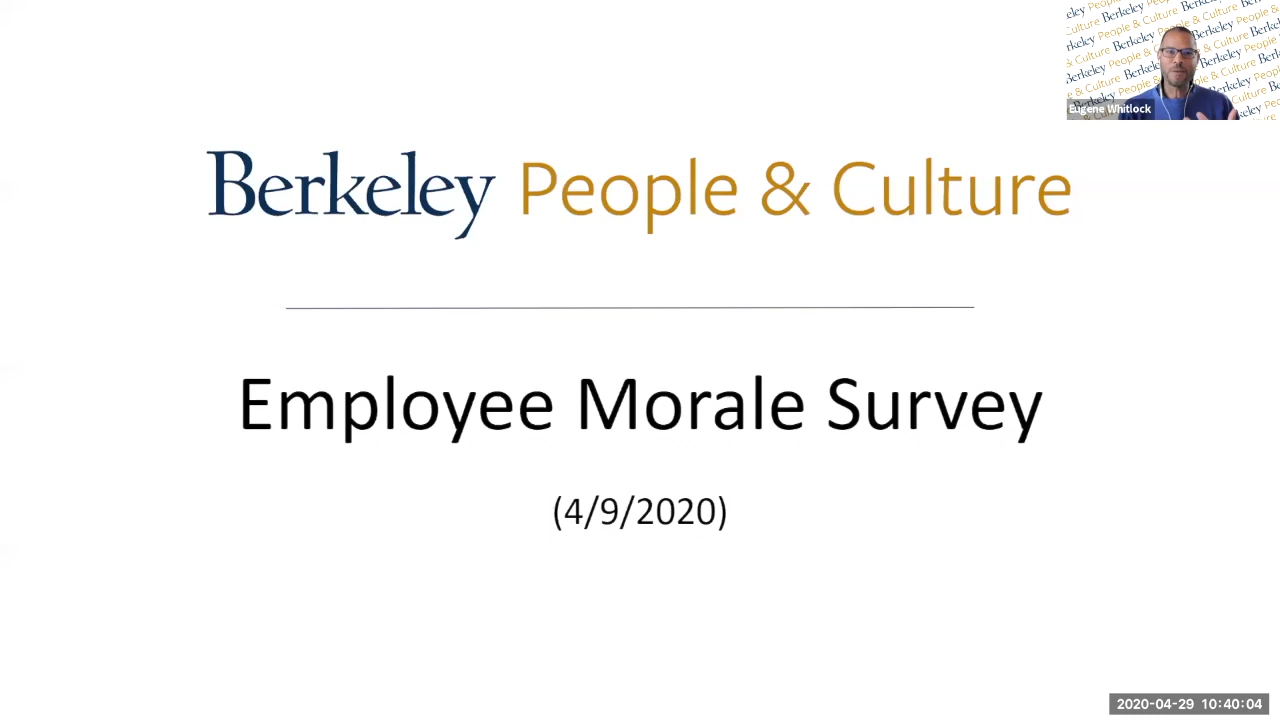 Berkeley People & Culture
Employee Morale Survey
(4/9/2020)
Eugene Whitlock
2020-04-29 10:40:04